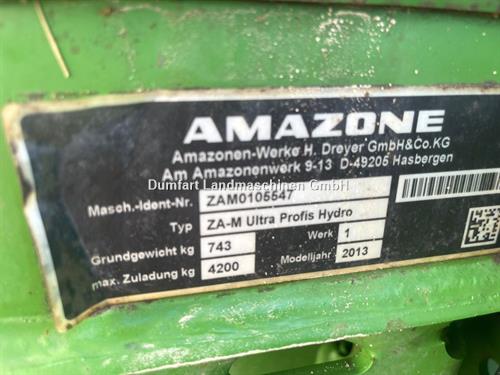 AMAZONE
Amazonen-Werke H. Dreyer GmbH&Co.KG
Am Amazonenwerk 9-13 D-49205 Hasbergen
Dumfart Landmaschinen GmbH
Masch.-Ident-Nr. ZAM0105547
Typ ZA-M Ultra Profis Hydro
Grundgewicht kg 743 Werk 1
max. Zuladung kg 4200 Modelljahr 2013